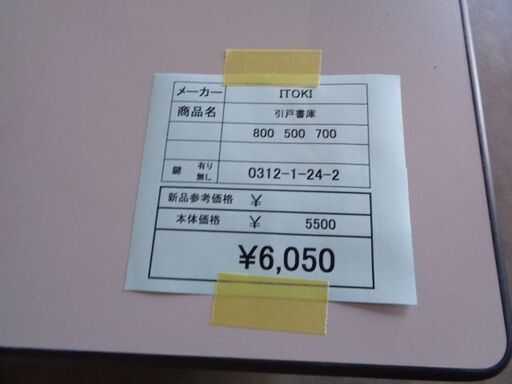 メーカー ITOKI
商品名 引戸書庫
800 500 700
鍵 有り 無し 0312-1-24-2
新品参考価格 ¥
本体価格 ¥ 5500
¥6,050